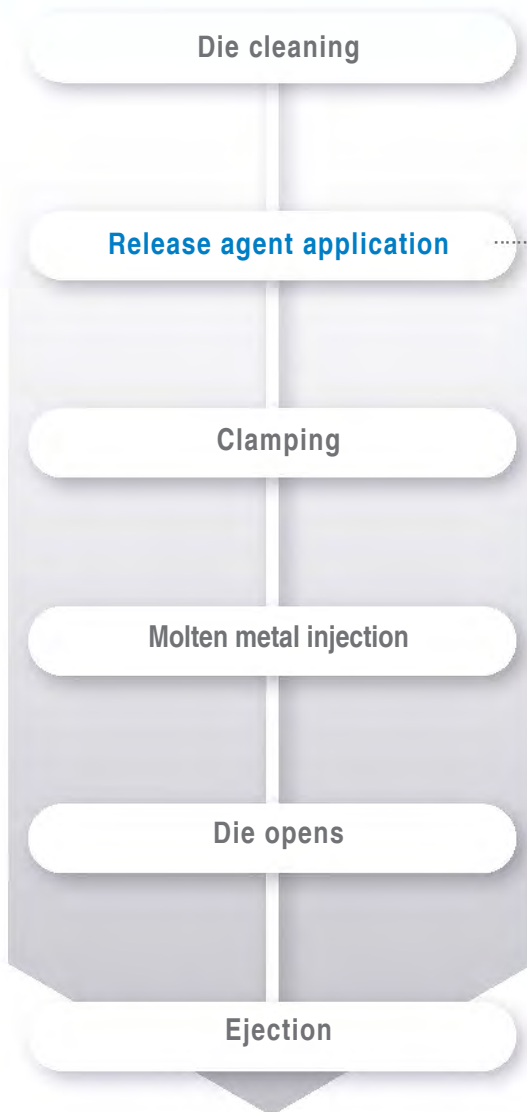 Die cleaning
Release agent application
Clamping
Molten metal injection
Die opens
Ejection